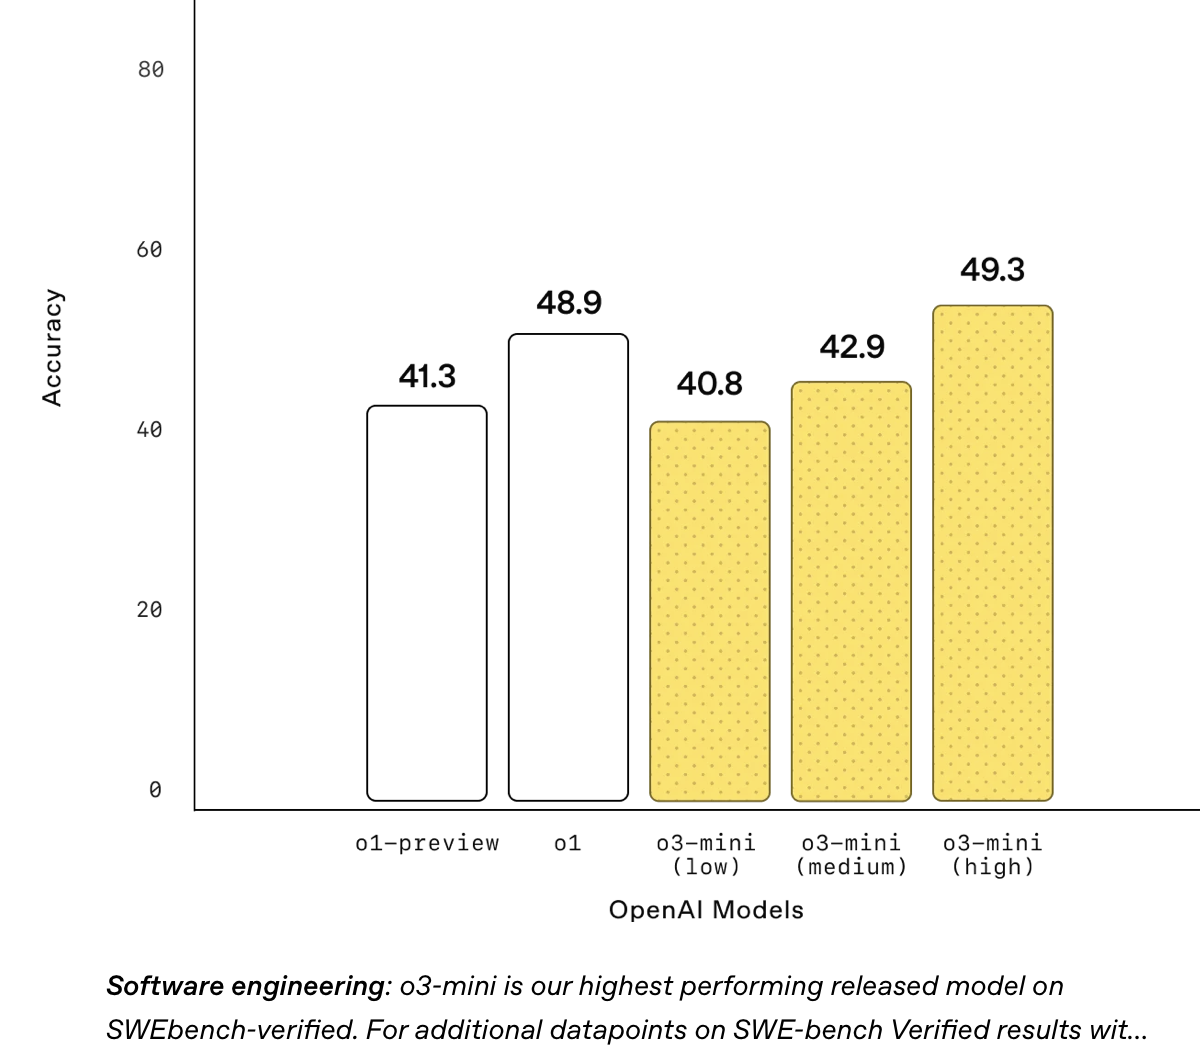 80
60
40
20
0
Accuracy
41.3
48.9
40.8
42.9
49.3
o1-preview
o1
o3-mini
(low)
o3-mini
(medium)
o3-mini
(high)
OpenAI Models
Software engineering: o3-mini is our highest performing released model on
SWEbench-verified. For additional datapoints on SWE-bench Verified results wit...